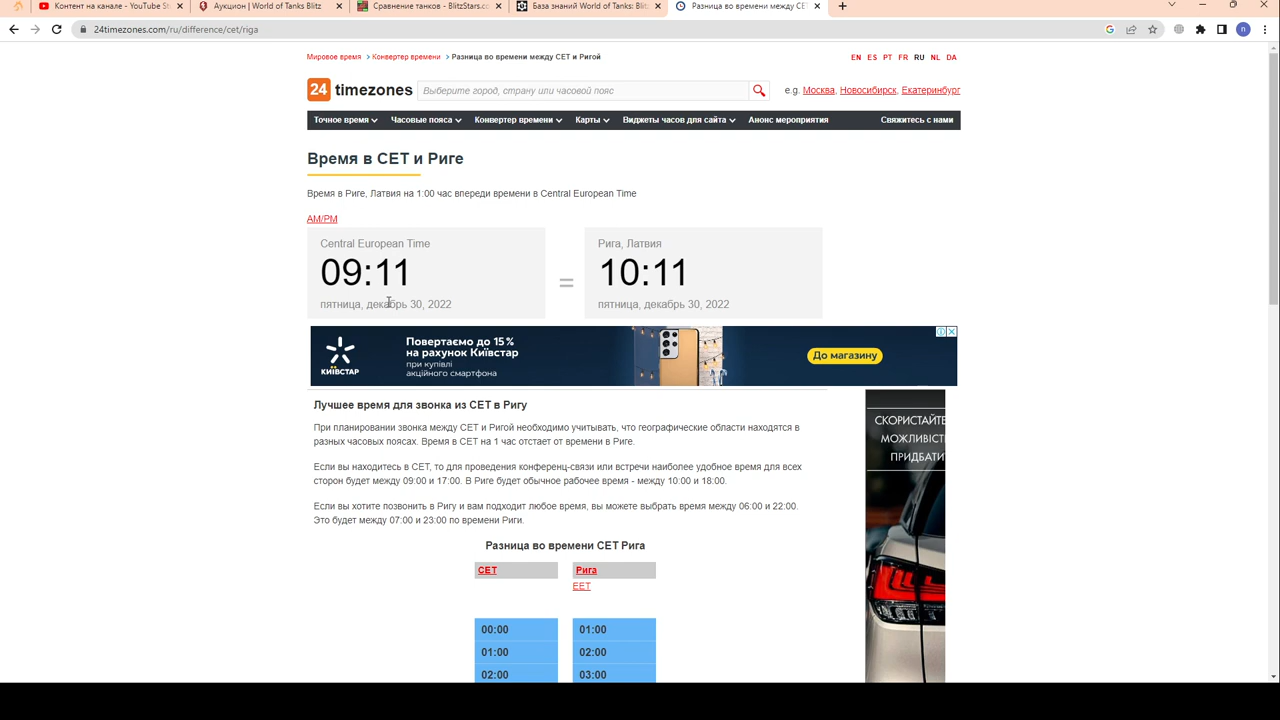 Контент на канале - YouTube St
Аукцион | World of Tanks Blitz
Сравнение танков - BlitzStars.co
База знаний World of Tanks: Blitz
Разница во времени между CE
24timezones.com/ru/difference/cet/riga
n
Мировое время > Конвертер времени > Разница во времени между CET и Ригой
EN ES PT FR RU NL DA
24 timezones
Выберите город, страну или часовой пояс
e.g. Москва, Новосибирск, Екатеринбург
Точное время Часовые пояса Конвертер времени Карты Виджеты часов для сайта Анонс мероприятия Свяжитесь с нами
Время в CET и Риге
Время в Риге, Латвия на 1:00 час впереди времени в Central European Time
AM/PM
Central European Time
09:11
пятница, декабрь 30, 2022
=
Рига, Латвия
10:11
пятница, декабрь 30, 2022
КИЇВСТАР
Повертаємо до 15%
на рахунок Київстар
при купівлі
акційного смартфона
До магазину
Лучшее время для звонка из CET в Ригу
При планировании звонка между CET и Ригой необходимо учитывать, что географические области находятся в
разных часовых поясах. Время в CET на 1 час отстает от времени в Риге.
Если вы находитесь в CET, то для проведения конференц-связи или встречи наиболее удобное время для всех
сторон будет между 09:00 и 17:00. В Риге будет обычное рабочее время - между 10:00 и 18:00.
Если вы хотите позвонить в Ригу и вам подходит любое время, вы можете выбрать время между 06:00 и 22:00.
Это будет между 07:00 и 23:00 по времени Риги.
СКОРИСТАЙТЕ
МОЖЛИВІСТ
ПРИДБАТИ
Разница во времени CET Рига
CET Рига
EET
00:00 01:00
01:00 02:00
02:00 03:00